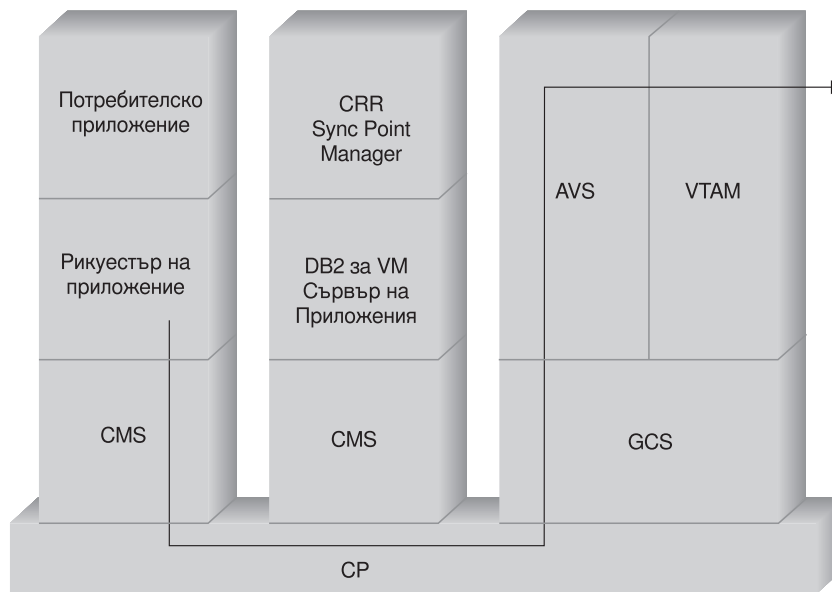 Потребителско
приложение
Рикуестър на
приложение
CMS
CRR
Sync Point
Manager
DB2 за VM
Сървър на
Приложения
CMS
AVS
VTAM
GCS
CP